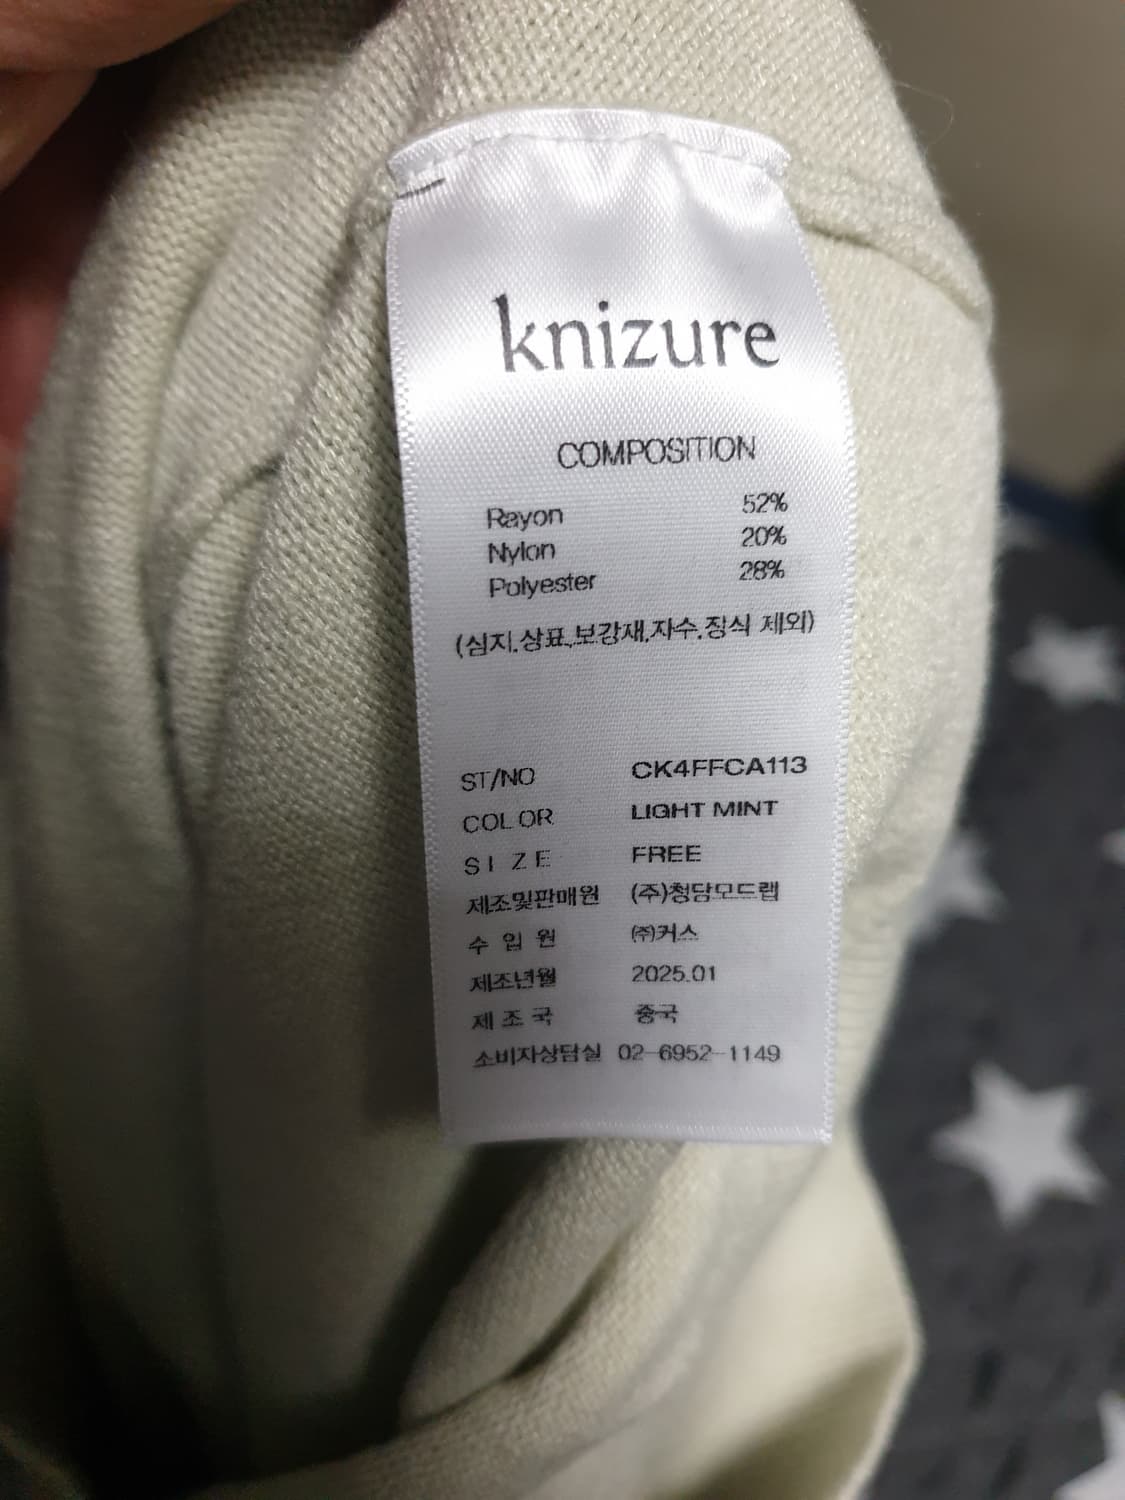 knizure
COMPOSITION
Rayon 52%
Nylon 20%
Polyester 28%
(심지.상표.보강재.자수.장식 제외)
ST/NO CK4FFCA113
COLOR LIGHT MINT
SIZE FREE
제조및판매원 (주)청담모드랩
수 입 원 ㈜커스
제조년월 2025.01
제 조 국 중국
소비자상담실 02-6952-1149